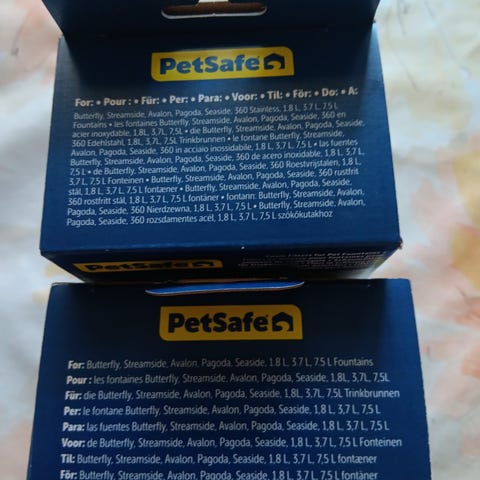 PetSafe
For: • Pour : • Für: • Per: • Para: • Voor: • Til: • För: • Do: • A:
Butterfly, Streamside, Avalon, Pagoda, Seaside, 360 Stainless, 1.8 L, 3.7 L, 7.5 L
Fountains • les fontaines Butterfly, Streamside, Avalon, Pagoda, Seaside, 360 en
acier inoxydable, 1,8L, 3,7L, 7,5L • die Butterfly, Streamside, Avalon, Pagoda, Seaside,
360 Edelstahl, 1,8L, 3,7L, 7,5L Trinkbrunnen • le fontane Butterfly, Streamside,
Avalon, Pagoda, Seaside, 360 in acciaio inossidabile, 1,8 L, 3,7 L, 7,5 L • las fuentes
Butterfly, Streamside, Avalon, Pagoda, Seaside, 360 de acero inoxidable, 1,8 L, 3,7 L,
7,5 L • de Butterfly, Streamside, Avalon, Pagoda, Seaside, 360 Roestvrijstalen, 1,8 L,
3,7 L, 7,5 L Fonteinen • Butterfly, Streamside, Avalon, Pagoda, Seaside, 360 rustfrit
stål, 1,8 L, 3,7 L, 7,5 L fontæner • Butterfly, Streamside, Avalon, Pagoda, Seaside,
360 rostfritt stål, 1,8 L, 3,7 L, 7,5 L fontäner • fontann: Butterfly, Streamside, Avalon,
Pagoda, Seaside, 360 Nierdzewna, 1,8 L, 3,7 L, 7,5 L • Butterfly, Streamside, Avalon,
Pagoda, Seaside, 360 rozsdamentes acél, 1,8 L, 3,7 L, 7,5 L szökőkutakhoz
PetSafe
PetSafe
For: Butterfly, Streamside, Avalon, Pagoda, Seaside, 1.8 L, 3.7 L, 7.5 L Fountains
Pour : les fontaines Butterfly, Streamside, Avalon, Pagoda, Seaside, 1,8L, 3,7L, 7,5L
Für: die Butterfly, Streamside, Avalon, Pagoda, Seaside, 1,8L, 3,7L, 7,5L Trinkbrunnen
Per: le fontane Butterfly, Streamside, Avalon, Pagoda, Seaside, 1,8 L, 3,7 L, 7,5 L
Para: las fuentes Butterfly, Streamside, Avalon, Pagoda, Seaside, 1,8 L, 3,7 L, 7,5 L
Voor: de Butterfly, Streamside, Avalon, Pagoda, Seaside, 1,8 L, 3,7 L, 7,5 L Fonteinen
Til: Butterfly, Streamside, Avalon, Pagoda, Seaside, 1,8 L, 3,7 L, 7,5 L fontæner
För: Butterfly, Streamside, Avalon, Pagoda, Seaside, 1,8 L, 3,7 L, 7,5 L fontäner